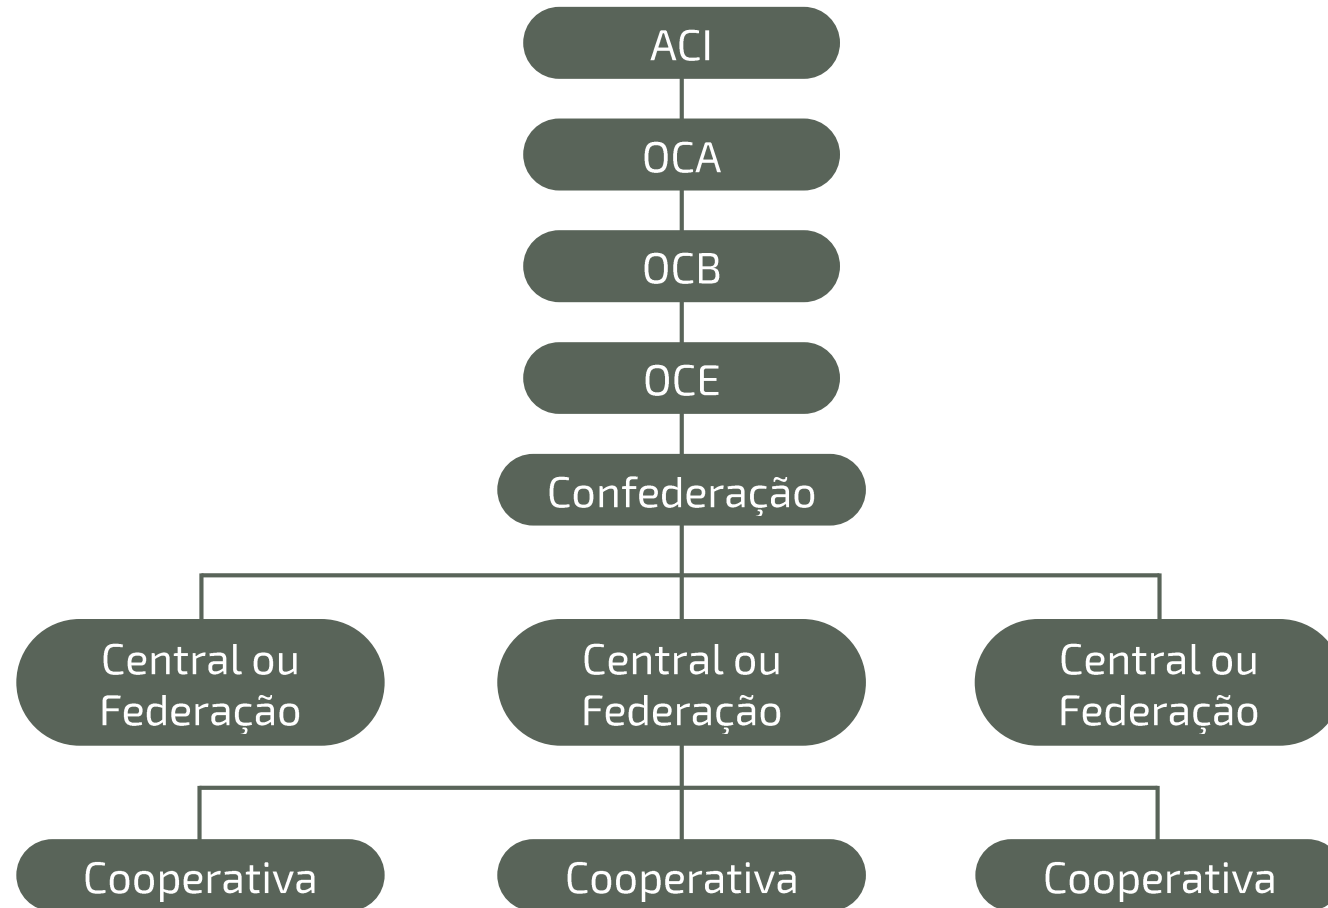 ACI
OCA
OCB
OCE
Confederação
Central ou
Federação
Central ou
Federação
Central ou
Federação
Cooperativa
Cooperativa
Cooperativa